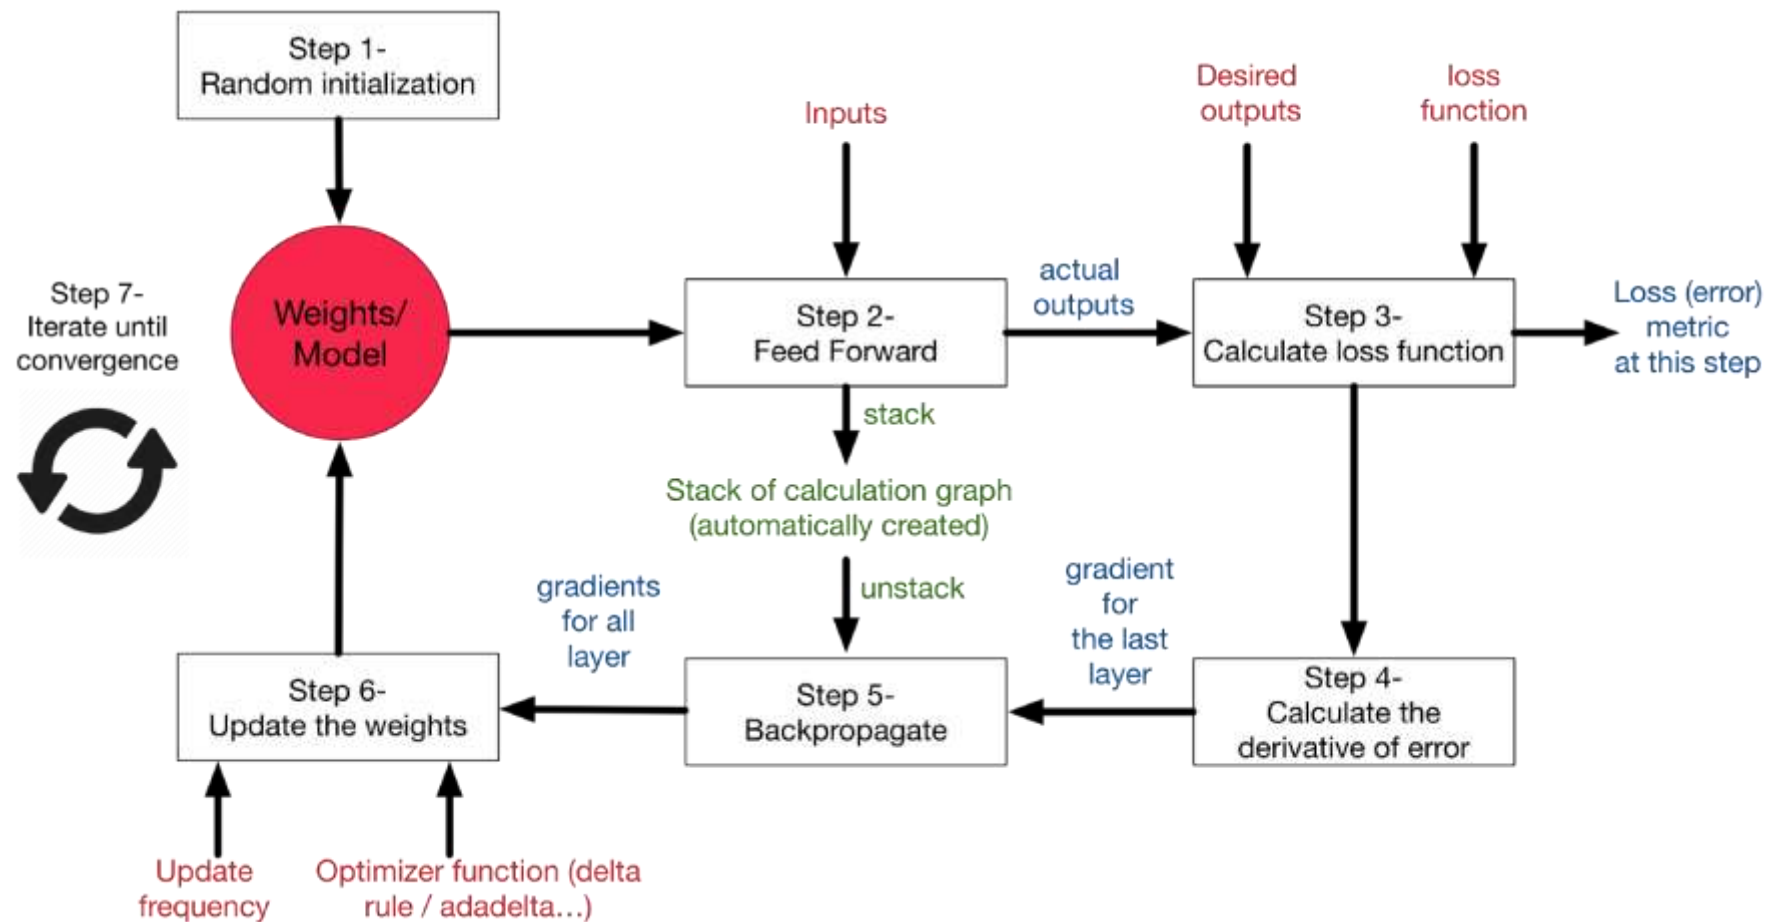 Step 1-
Random initialization
Inputs
Desired
outputs
loss
function
Step 7-
Iterate until
convergence
Weights/
Model
Step 2-
Feed Forward
actual
outputs
Step 3-
Calculate loss function
Loss (error)
metric
at this step
stack
Stack of calculation graph
(automatically created)
unstack
gradients
for all
layer
gradient
for
the last
layer
Step 6-
Update the weights
Step 5-
Backpropagate
Step 4-
Calculate the
derivative of error
Update
frequency
Optimizer function (delta
rule / adadelta...)